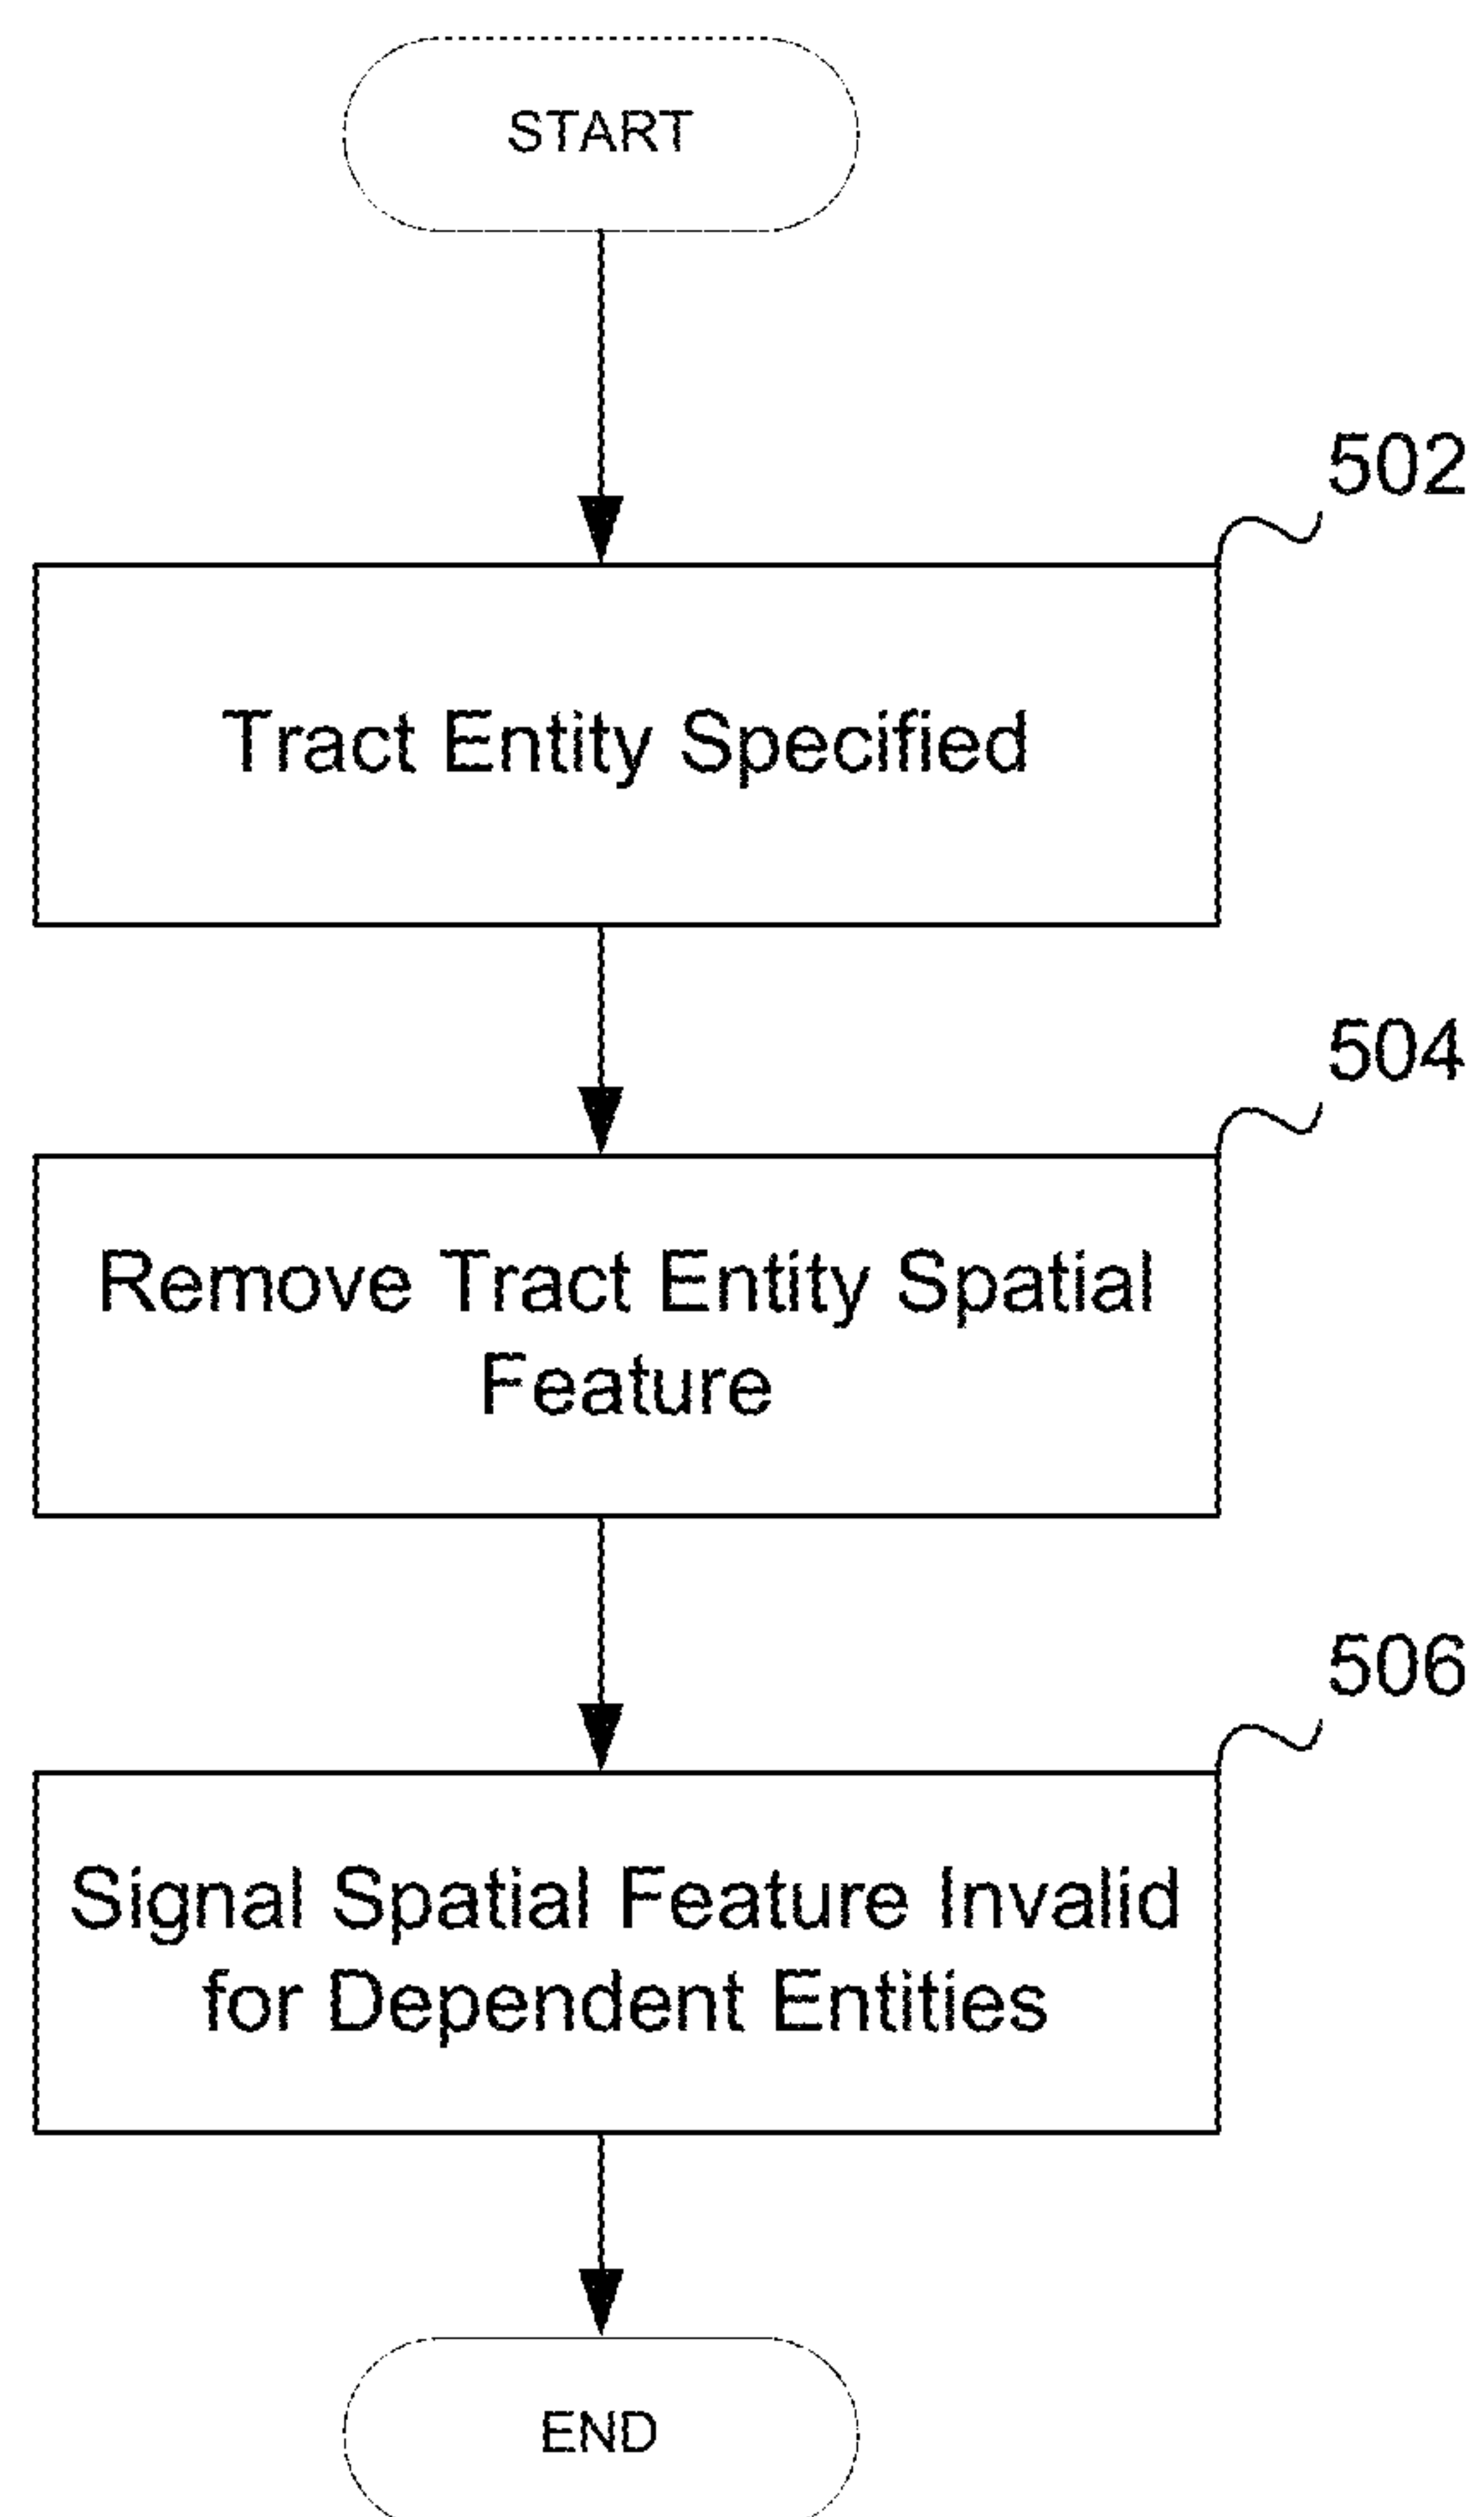 START
502
Tract Entity Specified
504
Remove Tract Entity Spatial
Feature
506
Signal Spatial Feature Invalid
for Dependent Entities
END